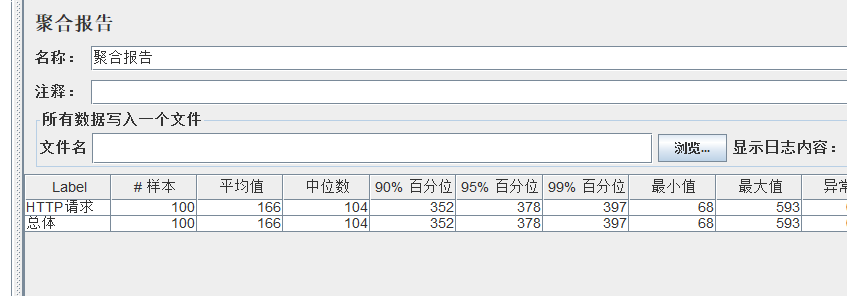 聚合报告
名称： 聚合报告
注释：
所有数据写入一个文件
文件名 浏览... 显示日志内容：
Label # 样本 平均值 中位数 90% 百分位 95% 百分位 99% 百分位 最小值 最大值 异常
HTTP请求 100 166 104 352 378 397 68 593
总体 100 166 104 352 378 397 68 593